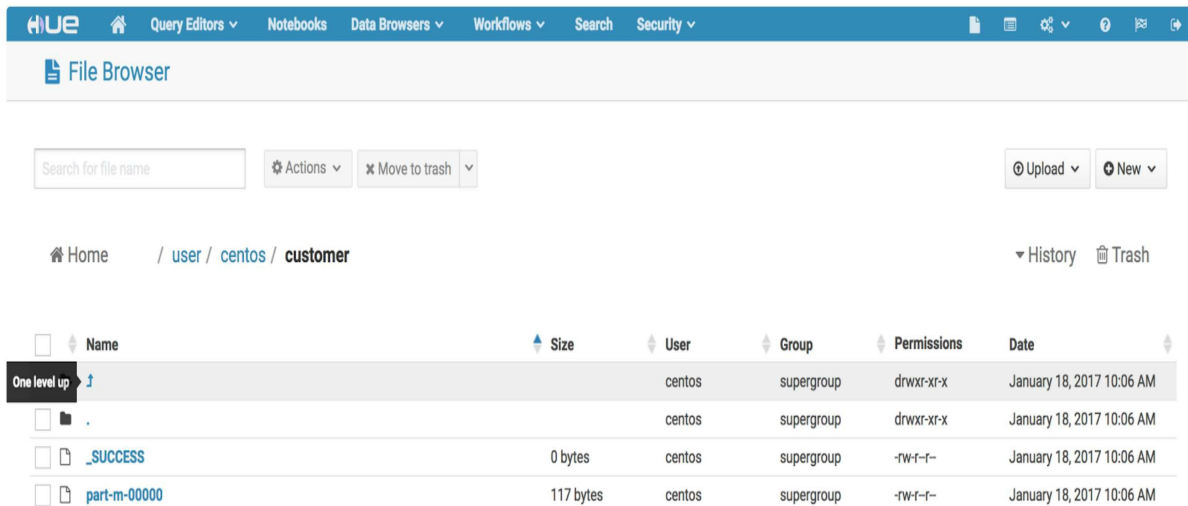 HUE Query Editors Notebooks Data Browsers Workflows Search Security
File Browser
Search for file name Actions Move to trash Upload New
Home / user / centos / customer History Trash
Name Size User Group Permissions Date
One level up centos supergroup drwxr-xr-x January 18, 2017 10:06 AM
. centos supergroup drwxr-xr-x January 18, 2017 10:06 AM
_SUCCESS 0 bytes centos supergroup -rw-r--r-- January 18, 2017 10:06 AM
part-m-00000 117 bytes centos supergroup -rw-r--r-- January 18, 2017 10:06 AM